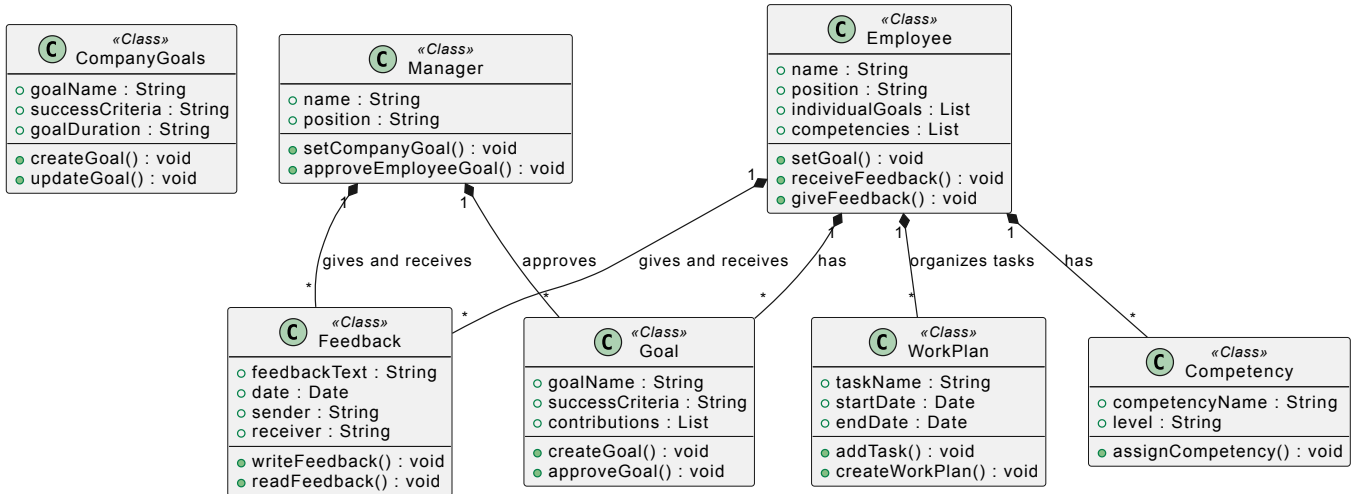 C
«Class»
CompanyGoals
goalName : String
successCriteria : String
goalDuration : String
createGoal() : void
updateGoal() : void
C
«Class»
Manager
name : String
position : String
setCompanyGoal() : void
approveEmployeeGoal() : void
C
«Class»
Employee
name : String
position : String
individualGoals : List
competencies : List
setGoal() : void
receiveFeedback() : void
giveFeedback() : void
1
1
1
1
1
1
gives and receives
approves
gives and receives
has
organizes tasks
has
*
*
*
*
*
*
C
«Class»
Feedback
feedbackText : String
date : Date
sender : String
receiver : String
writeFeedback() : void
readFeedback() : void
C
«Class»
Goal
goalName : String
successCriteria : String
contributions : List
createGoal() : void
approveGoal() : void
C
«Class»
WorkPlan
taskName : String
startDate : Date
endDate : Date
addTask() : void
createWorkPlan() : void
C
«Class»
Competency
competencyName : String
level : String
assignCompetency() : void